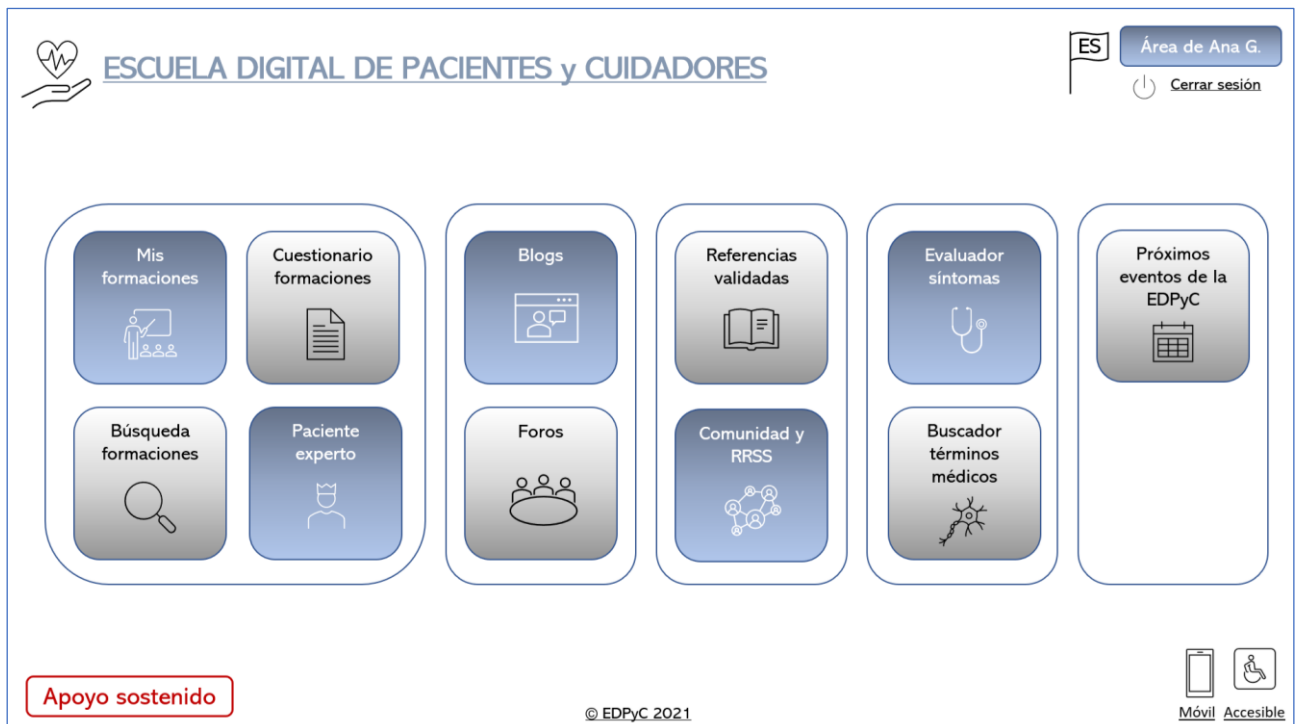 ESCUELA DIGITAL DE PACIENTES y CUIDADORES
ES
Área de Ana G.
Cerrar sesión
Mis
formaciones
Cuestionario
formaciones
Búsqueda
formaciones
Paciente
experto
Blogs
Foros
Referencias
validadas
Comunidad y
RRSS
Evaluador
síntomas
Buscador
términos
médicos
Próximos
eventos de la
EDPyC
Apoyo sostenido
© EDPyC 2021
Móvil
Accesible